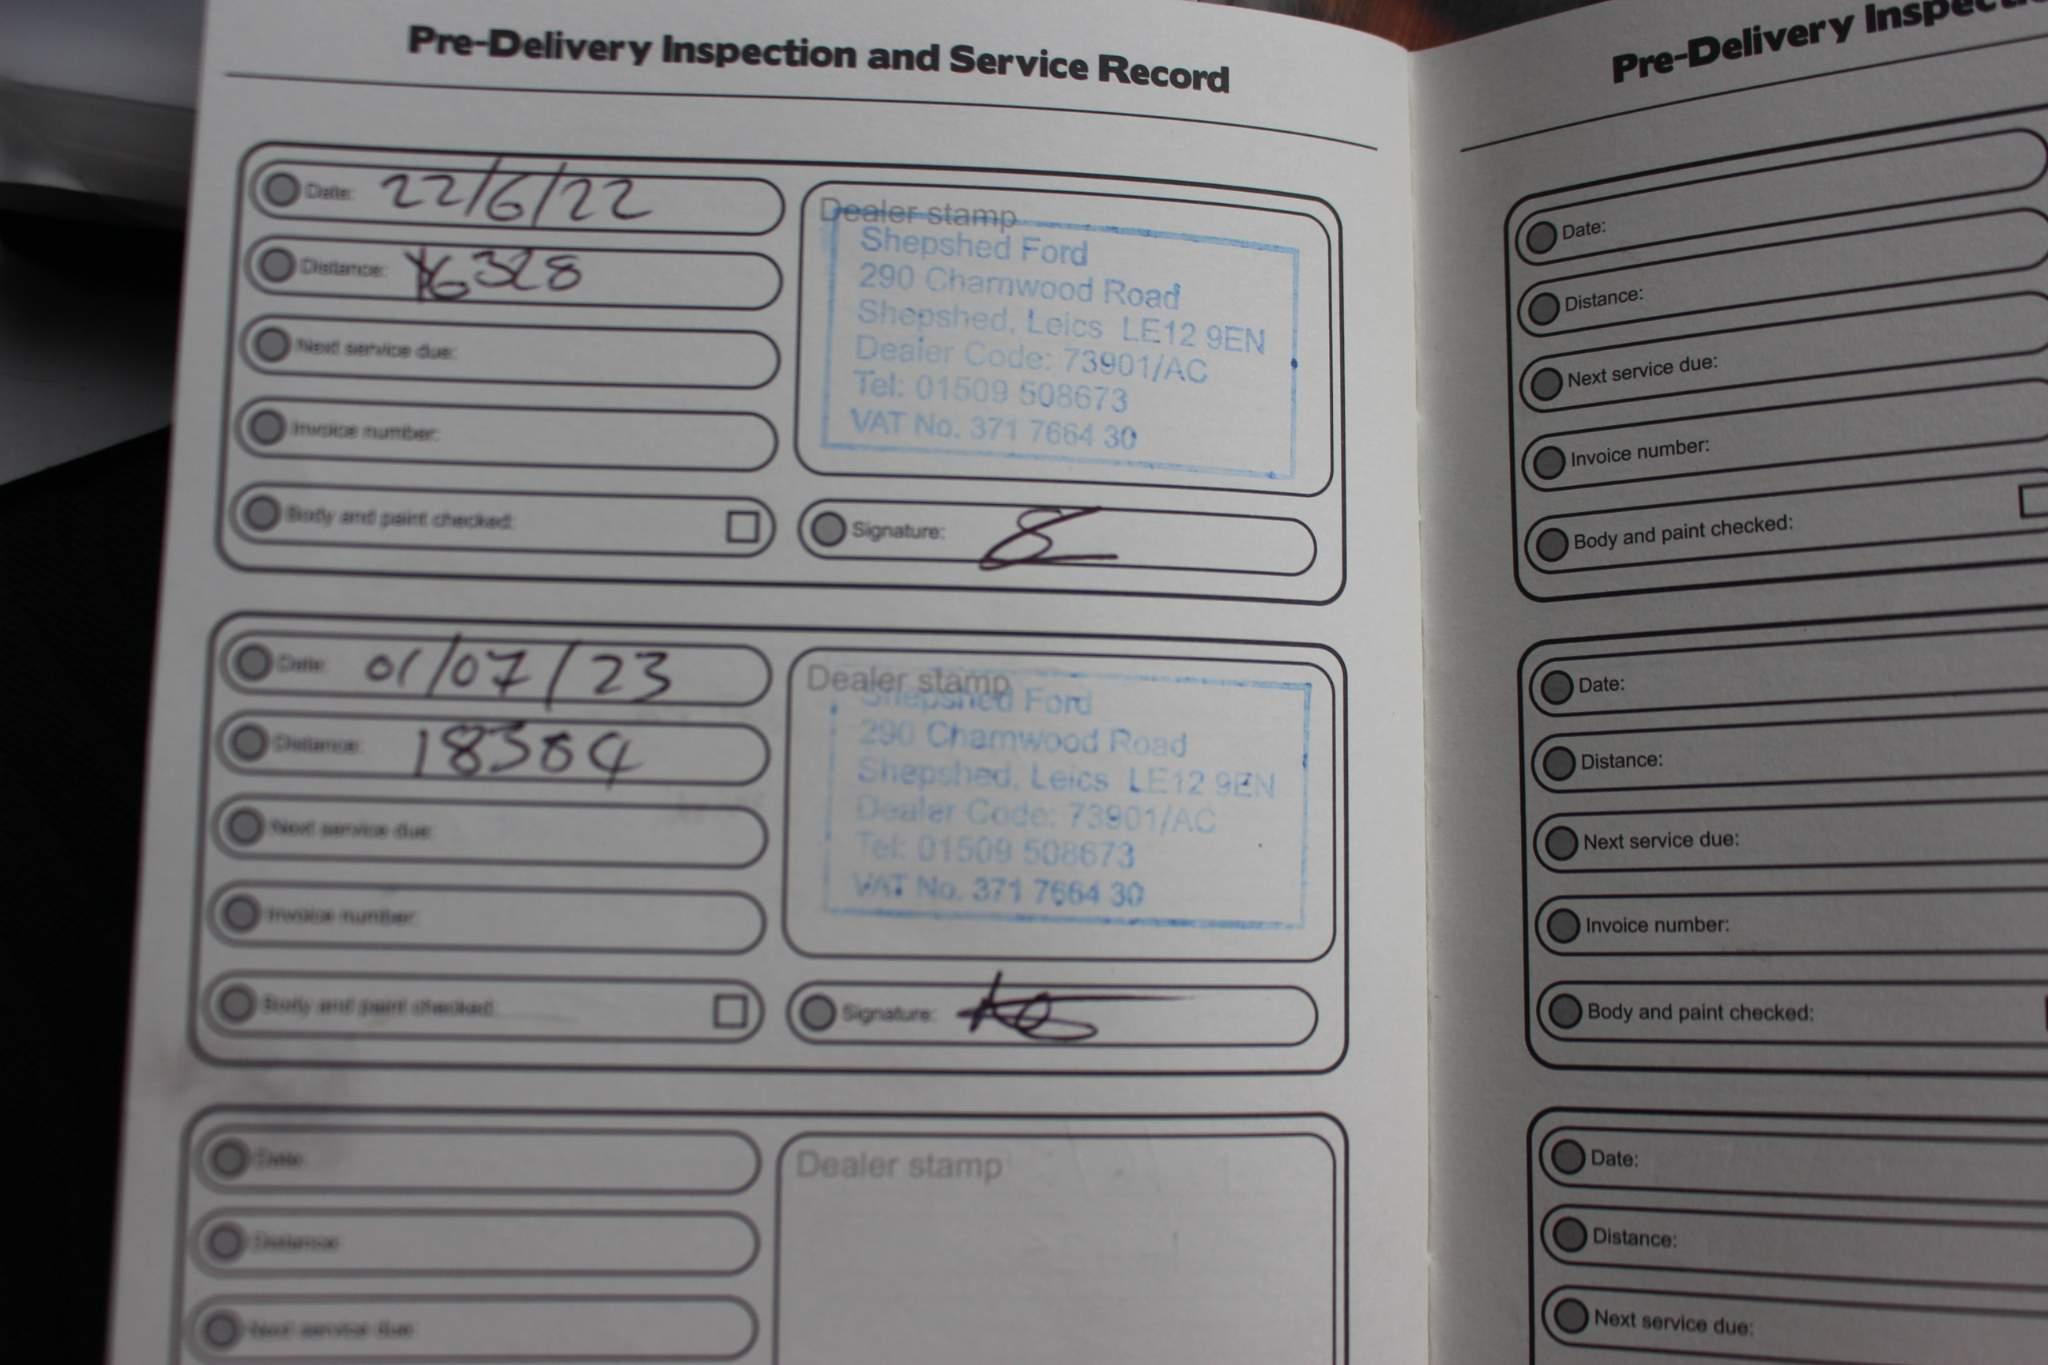 Pre-Delivery Inspection and Service Record
Date: 22/6/22
Distance: 16328
Next service due:
Invoice number:
Body and paint checked:
Dealer stamp
Shepshed Ford
290 Charnwood Road
Shepshed, Leics LE12 9EN
Dealer Code: 73901/AC
Tel: 01509 508673
VAT No. 371 7664 30
Signature:
Date: 01/07/23
Distance: 18304
Next service due:
Invoice number:
Body and paint checked:
Dealer stamp
Shepshed Ford
290 Charnwood Road
Shepshed, Leics LE12 9EN
Dealer Code: 73901/AC
Tel: 01509 508673
VAT No. 371 7664 30
Signature:
Date:
Distance:
Next service due:
Dealer stamp
Pre-Delivery
Date:
Distance:
Next service due:
Invoice number:
Body and paint checked:
Date:
Distance:
Next service due:
Invoice number:
Body and paint checked:
Date:
Distance:
Next service due: